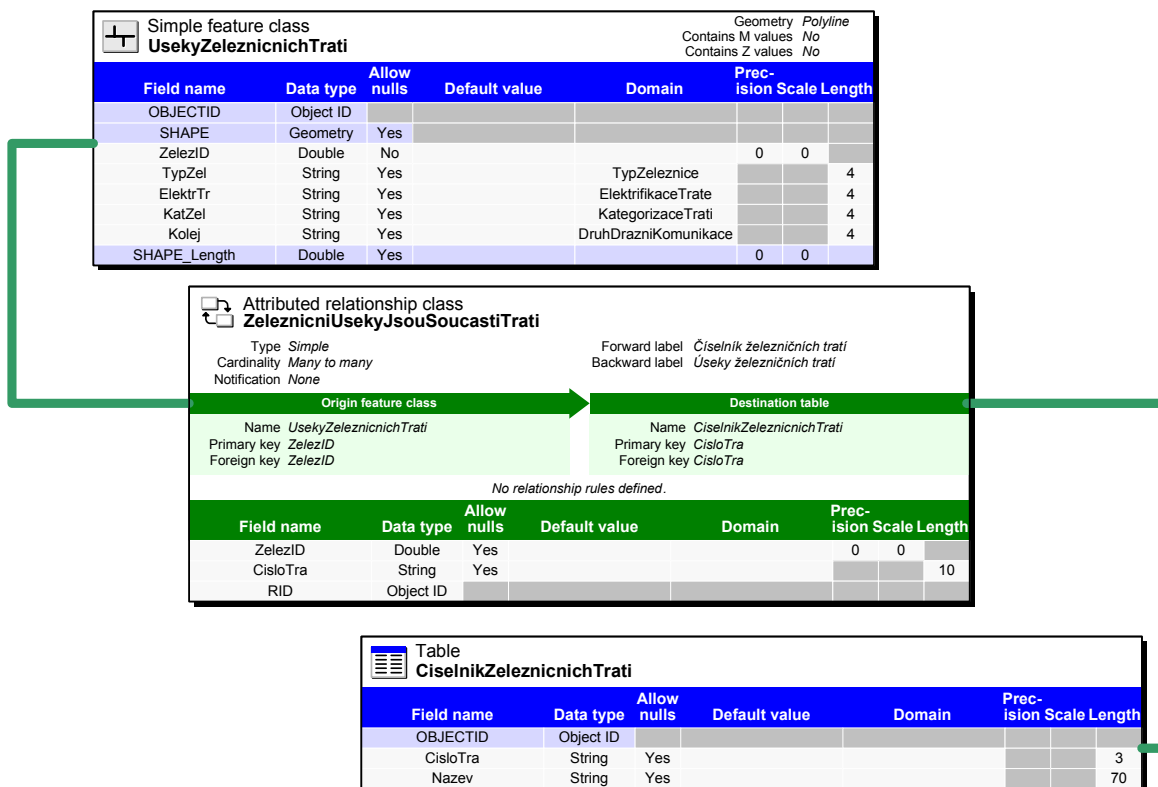 Simple feature class
UsekyZeleznicnichTrati
Geometry Polyline
Contains M values No
Contains Z values No
Field name Data type Allow nulls Default value Domain Prec-ision Scale Length
OBJECTID Object ID
SHAPE Geometry Yes
ZelezID Double No 0 0
TypZel String Yes TypZeleznice 4
ElektrTr String Yes ElektrifikaceTrate 4
KatZel String Yes KategorizaceTrati 4
Kolej String Yes DruhDrazniKomunikace 4
SHAPE_Length Double Yes 0 0
Attributed relationship class
ZeleznicniUsekyJsouSoucastiTrati
Type Simple
Cardinality Many to many
Notification None
Forward label Číselník železničních tratí
Backward label Úseky železničních tratí
Origin feature class
Destination table
Name UsekyZeleznicnichTrati
Primary key ZelezID
Foreign key ZelezID
Name CiselnikZeleznicnichTrati
Primary key CisloTra
Foreign key CisloTra
No relationship rules defined.
Field name Data type Allow nulls Default value Domain Prec-ision Scale Length
ZelezID Double Yes 0 0
CisloTra String Yes 10
RID Object ID
Table
CiselnikZeleznicnichTrati
Field name Data type Allow nulls Default value Domain Prec-ision Scale Length
OBJECTID Object ID
CisloTra String Yes 3
Nazev String Yes 70